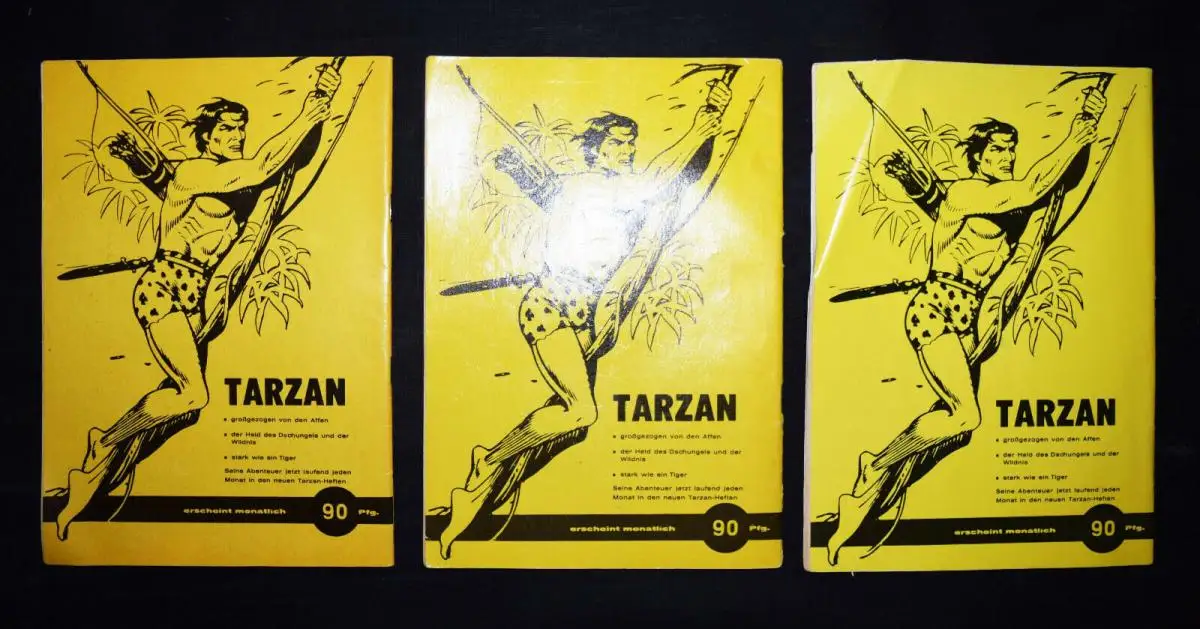 TARZAN
• großgezogen von den Affen
• der Held des Dschungels und der
Wildnis
• stark wie ein Tiger
Seine Abenteuer jetzt laufend jeden
Monat in den neuen Tarzan-Heften
erscheint monatlich 90 Pfg.
TARZAN
• großgezogen von den Affen
• der Held des Dschungels und der
Wildnis
• stark wie ein Tiger
Seine Abenteuer jetzt laufend jeden
Monat in den neuen Tarzan-Heften
erscheint monatlich 90 Pfg.
TARZAN
• großgezogen von den Affen
• der Held des Dschungels und der
Wildnis
• stark wie ein Tiger
Seine Abenteuer jetzt laufend jeden
Monat in den neuen Tarzan-Heften
erscheint monatlich 90 Pfg.